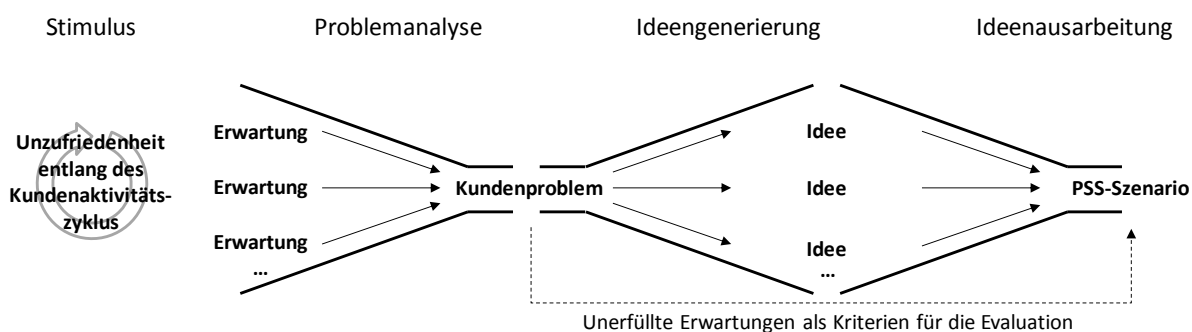 Stimulus
Problemanalyse
Ideengenerierung
Ideenausarbeitung
Unzufriedenheit
entlang des
Kundenaktivitäts-
zyklus
Erwartung
Erwartung
Erwartung
...
Kundenproblem
Idee
Idee
Idee
...
PSS-Szenario
Unerfüllte Erwartungen als Kriterien für die Evaluation